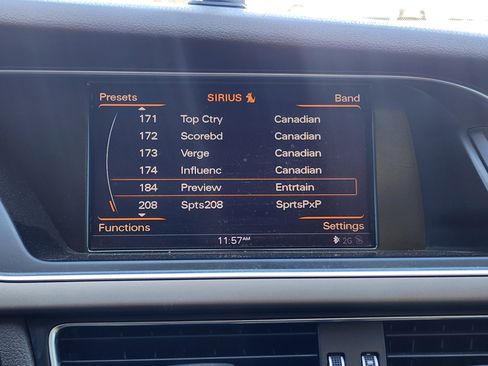 Presets SIRIUS Band
171 Top Ctry Canadian
172 Scorebd Canadian
173 Verge Canadian
174 Influenc Canadian
184 Preview Entrtain
208 Spts208 SprtsPxP
Functions Settings
11:57AM 2G